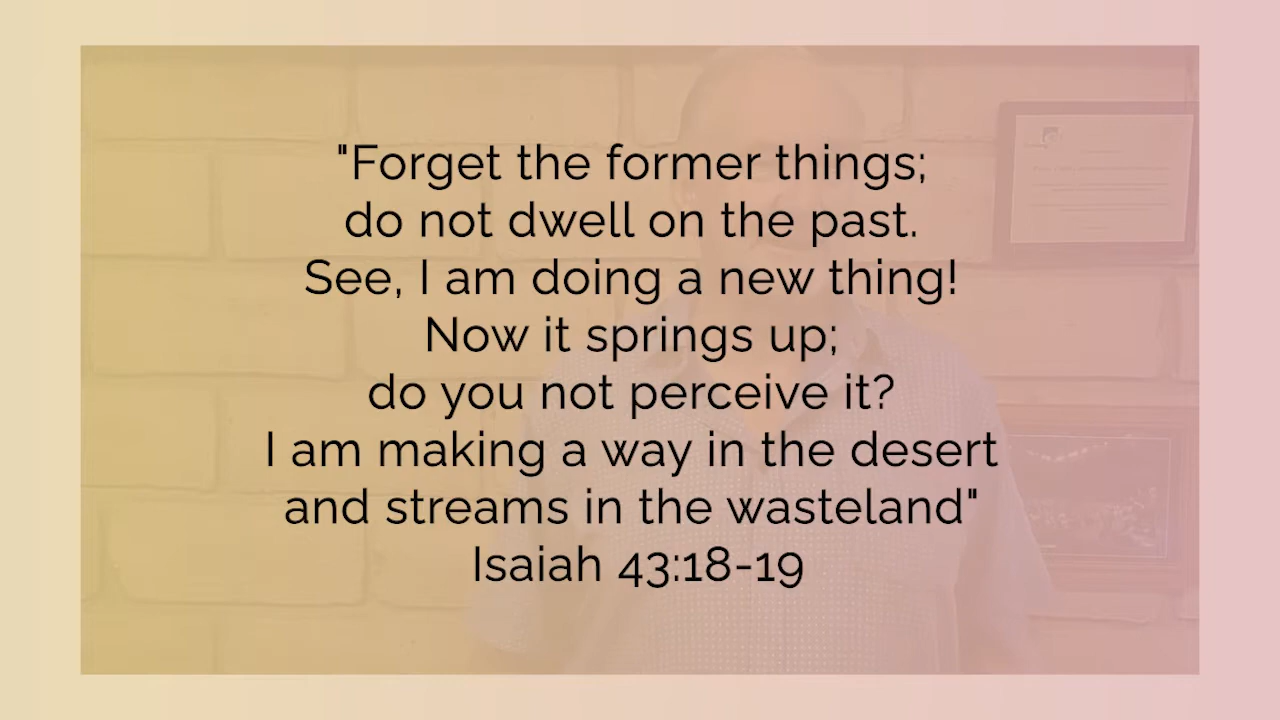 "Forget the former things;
do not dwell on the past.
See, I am doing a new thing!
Now it springs up;
do you not perceive it?
I am making a way in the desert
and streams in the wasteland"
Isaiah 43:18-19